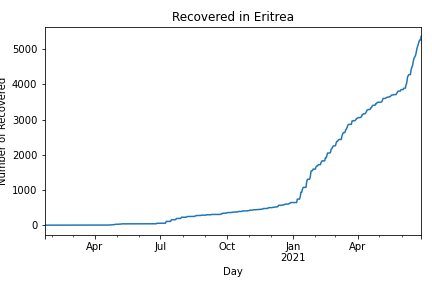 Recovered in Eritrea
Number of Recovered
5000
4000
3000
2000
1000
0
Apr Jul Oct Jan Apr
2021
Day